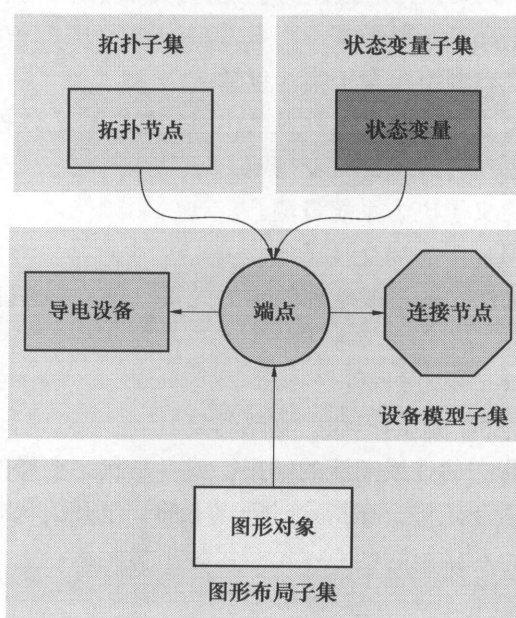 拓扑子集
状态变量子集
拓扑节点
状态变量
导电设备
端点
连接节点
设备模型子集
图形对象
图形布局子集